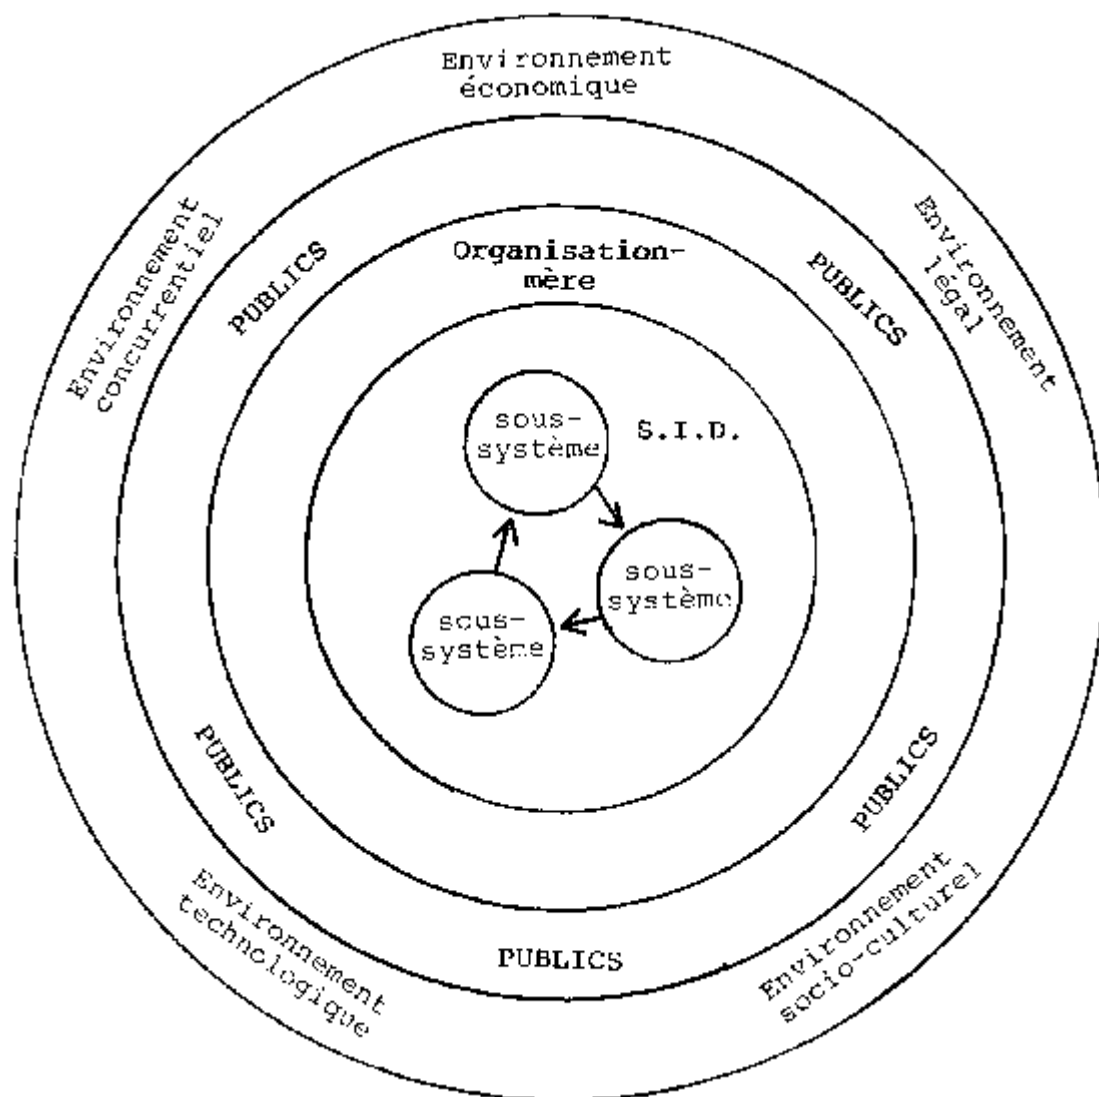 Environnement
économique
Environnement
concurrentiel
Environnement
légal
PUBLICS
PUBLICS
Organisation-
mère
sous-
système
S.I.D.
sous-
système
sous-
système
PUBLICS
PUBLICS
PUBLICS
Environnement
technologique
Environnement
socio-culturel